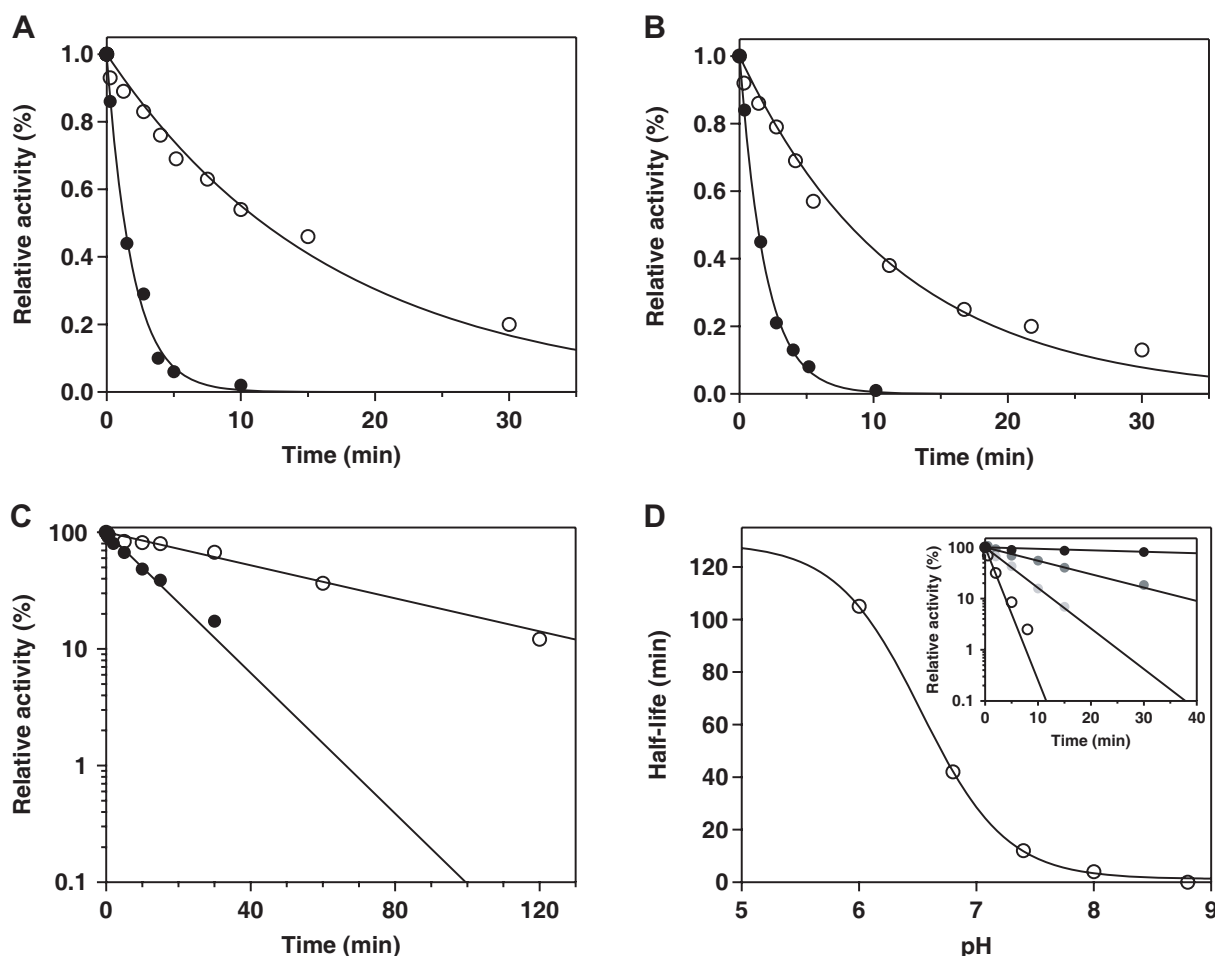 A
Relative activity (%)
1.0
0.8
0.6
0.4
0.2
0.0
0 10 20 30
Time (min)
B
Relative activity (%)
1.0
0.8
0.6
0.4
0.2
0.0
0 10 20 30
Time (min)
C
Relative activity (%)
100
10
1
0.1
0 40 80 120
Time (min)
D
Half-life (min)
120
100
80
60
40
20
0
5 6 7 8 9
pH
Relative activity (%)
100
10
1
0.1
0 10 20 30 40
Time (min)